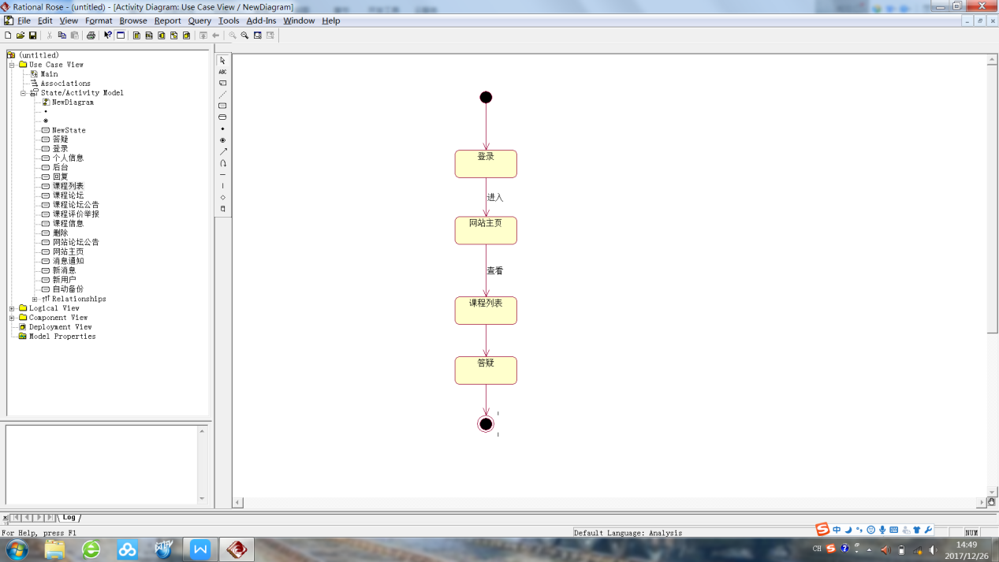 Rational Rose - (untitled) - [Activity Diagram: Use Case View / NewDiagram]
File Edit View Format Browse Report Query Tools Add-Ins Window Help
(untitled)
Use Case View
Main
Associations
State/Activity Model
NewDiagram
NewState
答疑
登录
个人信息
后台
回复
课程列表
课程论坛
课程论坛公告
课程评价举报
课程信息
删除
网站论坛公告
网站主页
消息通知
新消息
新用户
自动备份
Relationships
Logical View
Component View
Deployment View
Model Properties
ABC
登录
进入
网站主页
查看
课程列表
答疑
Log
For Help, press F1
Default Language: Analysis
NUM
中
CH
14:49
2017/12/26